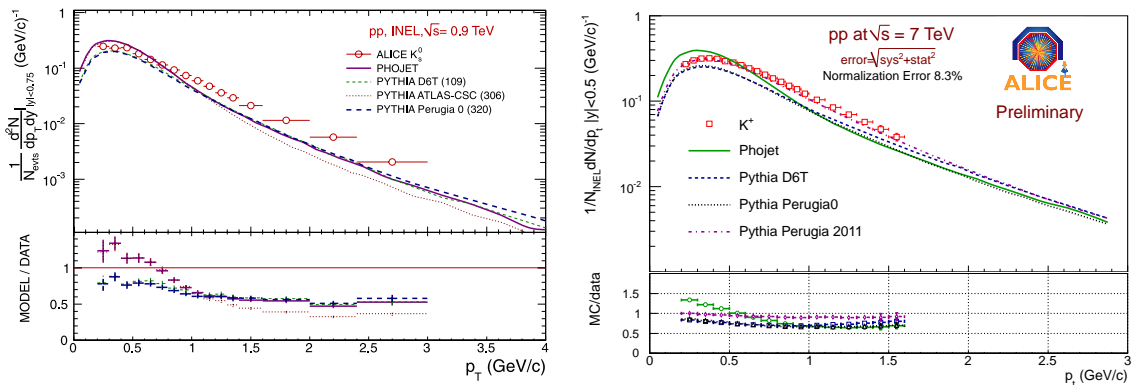 pp, INEL, √s= 0.9 TeV
ALICE K⁰ₛ
PHOJET
PYTHIA D6T (109)
PYTHIA ATLAS-CSC (306)
PYTHIA Perugia 0 (320)
1/N_evts d²N/dp_T dy | |y|<0.75 (GeV/c)⁻¹
10⁻¹
10⁻²
10⁻³
1
MODEL / DATA
1
0.5
0
0 0.5 1 1.5 2 2.5 3 3.5 4
p_T (GeV/c)
pp at √s = 7 TeV
error=√sys²+stat²
Normalization Error 8.3%
ALICE
Preliminary
K⁺
Phojet
Pythia D6T
Pythia Perugia0
Pythia Perugia 2011
1/N_INEL dN/dp_t |y|<0.5 (GeV/c)⁻¹
1
10⁻¹
10⁻²
MC/data
1.5
1
0.5
0 0.5 1 1.5 2 2.5 3
p_t (GeV/c)